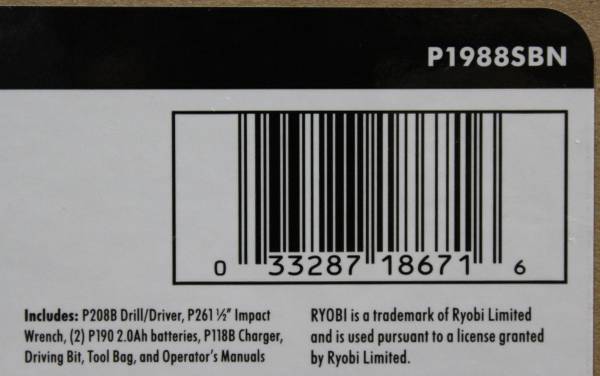 P1988SBN
0 33287 18671 6
Includes: P208B Drill/Driver, P261 ½" Impact
Wrench, (2) P190 2.0Ah batteries, P118B Charger,
Driving Bit, Tool Bag, and Operator's Manuals
RYOBI is a trademark of Ryobi Limited
and is used pursuant to a license granted
by Ryobi Limited.